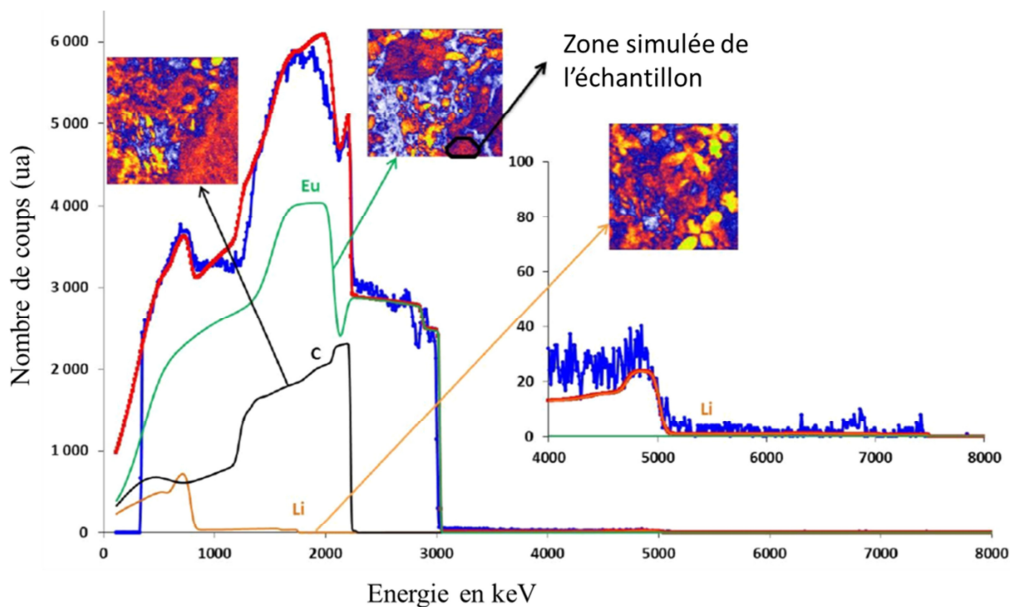 Nombre de coups (ua)
6 000
5 000
4 000
3 000
2 000
1 000
0
Zone simulée de
l’échantillon
Eu
C
Li
100
80
60
40
20
0
Li
4000 5000 6000 7000 8000
0 1000 2000 3000 4000 5000 6000 7000 8000
Energie en keV